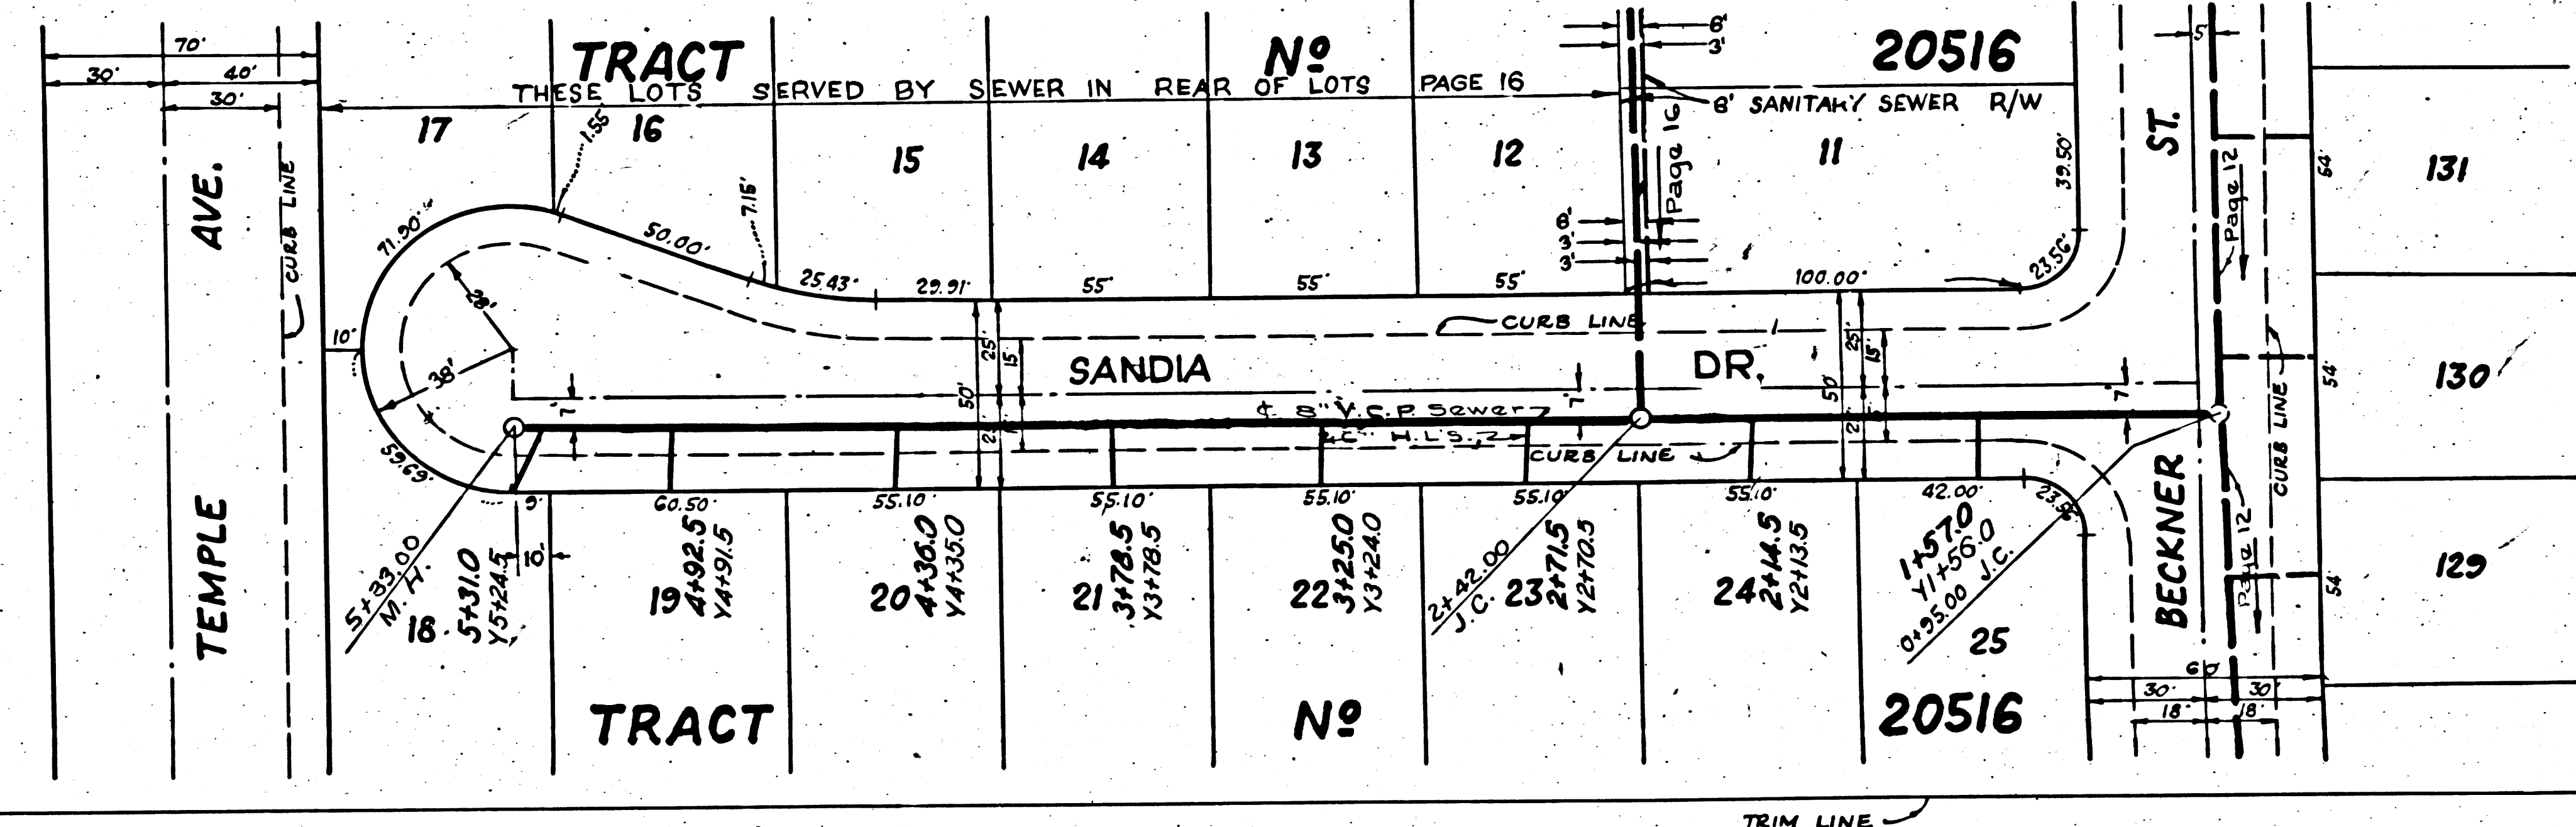 70'
30'
40'
30'
TRACT Nº 20516
THESE LOTS SERVED BY SEWER IN REAR OF LOTS PAGE 16
8'
3'
8' SANITARY SEWER R/W
5'
17
16
15
14
13
12
11
131
130
129
1.55'
7.15'
71.90'
50.00'
25.43'
29.91'
55'
55'
55'
100.00'
23.56'
39.50'
Page 16
8'
3'
3'
ST.
Page 12
54'
54'
54'
AVE.
CURB LINE
10'
28'
38'
59.69'
25'
15'
50'
SANDIA DR.
CURB LINE
25'
15'
50'
7'
7'
7'
℄ 8" V.C.P. Sewer
H.L'S.
CURB LINE
CURB LINE
9'
60.50'
55.10'
55.10'
55.10'
55.10'
55.10'
42.00'
23.56'
TEMPLE
5+33.00
M.H.
18
5+31.0
Y5+24.5
19
4+92.5
Y4+91.5
20
4+36.0
Y4+35.0
21
3+78.5
Y3+78.5
22
3+25.0
Y3+24.0
2+42.00
J.C.
23
2+71.5
Y2+70.5
24
2+14.5
Y2+13.5
1+57.0
Y1+56.0
0+95.00 J.C.
25
BECKNER
Page 12
60'
30'
30'
18'
18'
TRACT Nº 20516
TRIM LINE